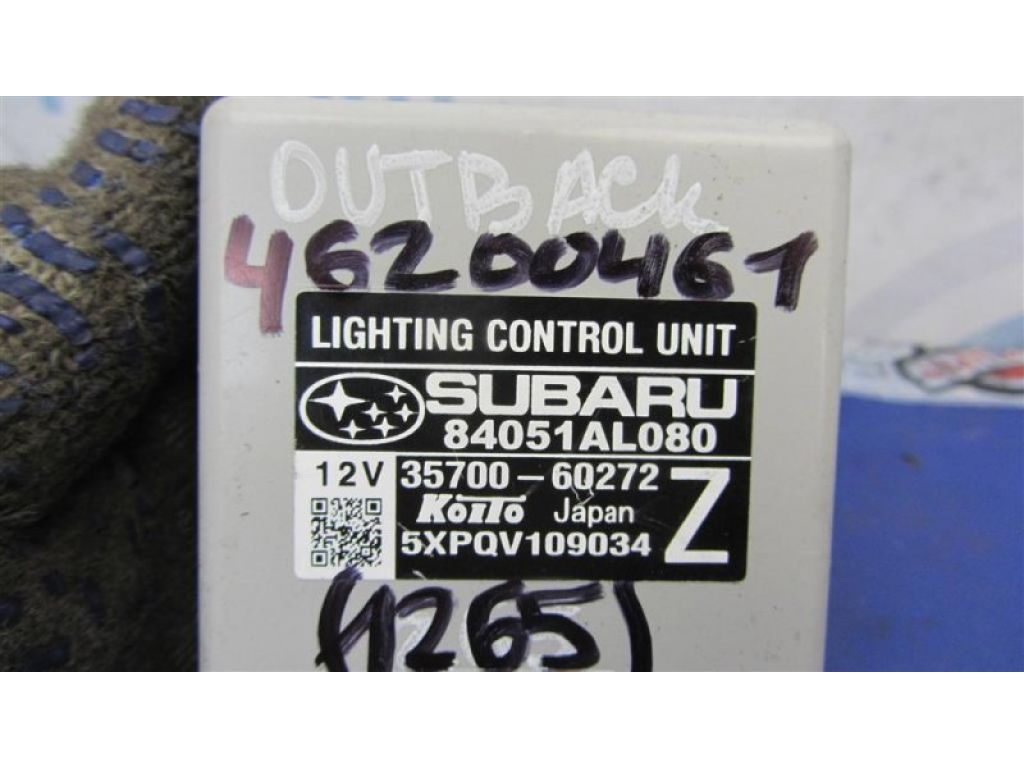 OUTBACK
46200461
LIGHTING CONTROL UNIT
SUBARU
84051AL080
12V 35700-60272 Z
KOITO Japan
5XPQV109034
(1265)